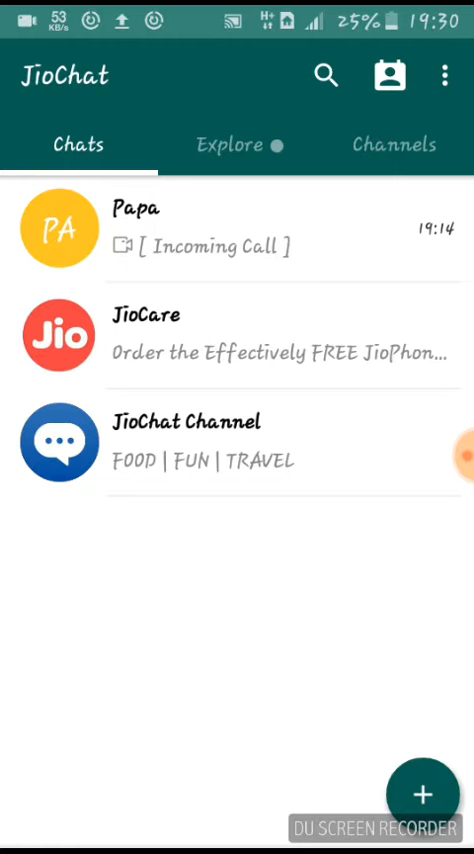 53 KB/s H+ 25% 19:30
JioChat
Chats Explore Channels
PA
Papa
19:14
[ Incoming Call ]
Jio
JioCare
Order the Effectively FREE JioPhon...
JioChat Channel
FOOD | FUN | TRAVEL
+
DU SCREEN RECORDER